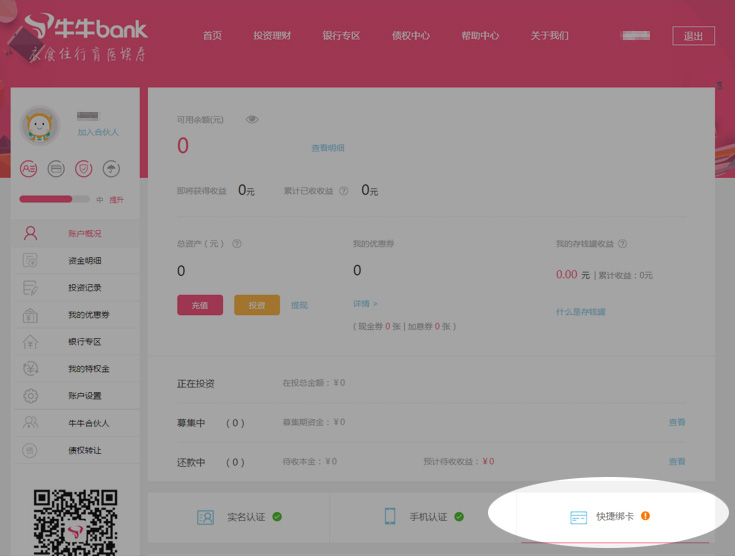 牛牛bank
衣食住行育医娱寿
首页 投资理财 银行专区 债权中心 帮助中心 关于我们 退出
加入合伙人
中 提升
账户概况
资金明细
投资记录
我的优惠券
银行专区
我的特权金
账户设置
牛牛合伙人
债权转让
可用余额(元)
0 查看明细
即将获得收益 0元 累计已收收益 ? 0元
总资产（元） ? 我的优惠券 我的存钱罐收益 ?
0 0 0.00 元 | 累计收益：0元
充值 投资 提现 详情 > 什么是存钱罐
( 现金券 0 张 | 加息券 0 张 )
正在投资 在投总金额：¥0
募集中 ( 0 ) 募集期资金：¥0 查看
还款中 ( 0 ) 待收本金：¥0 预计待收收益：¥0 查看
实名认证 手机认证 快捷绑卡